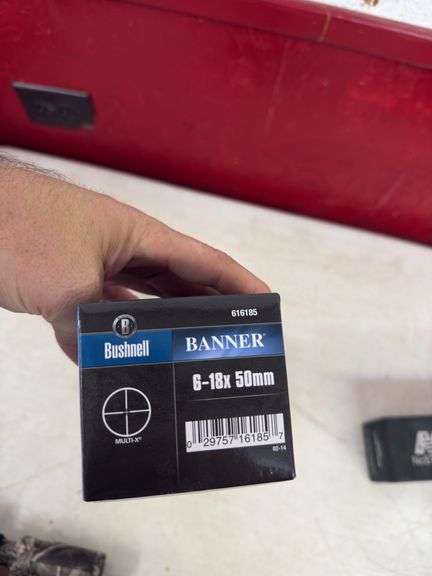 616185
B
Bushnell
BANNER®
6-18x 50mm
MULTI-X®
0 29757 16185 7